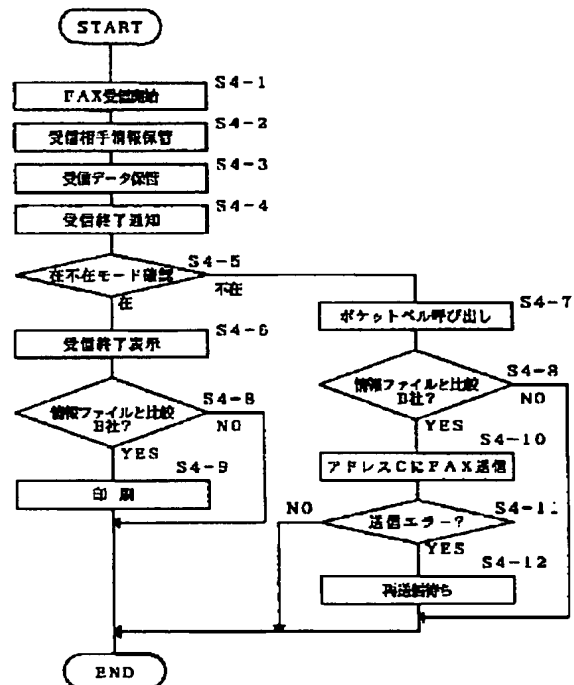 START
S4-1
FAX受信開始
S4-2
受信相手情報保管
S4-3
受信データ保管
S4-4
受信終了通知
S4-5
在不在モード確認
不在
在
S4-6
受信終了表示
S4-8
情報ファイルと比較
B社?
NO
YES
S4-9
印刷
S4-7
ポケットベル呼び出し
S4-8
情報ファイルと比較
B社?
NO
YES
S4-10
アドレスCにFAX送信
S4-11
NO
送信エラー?
YES
S4-12
再送信待ち
END